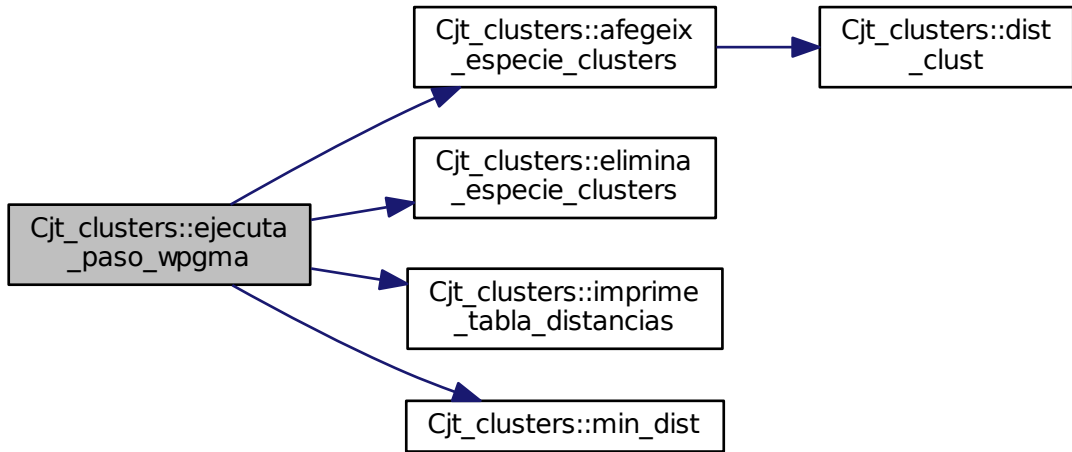 Cjt_clusters::ejecuta
_paso_wpgma
Cjt_clusters::afegeix
_especie_clusters
Cjt_clusters::dist
_clust
Cjt_clusters::elimina
_especie_clusters
Cjt_clusters::imprime
_tabla_distancias
Cjt_clusters::min_dist